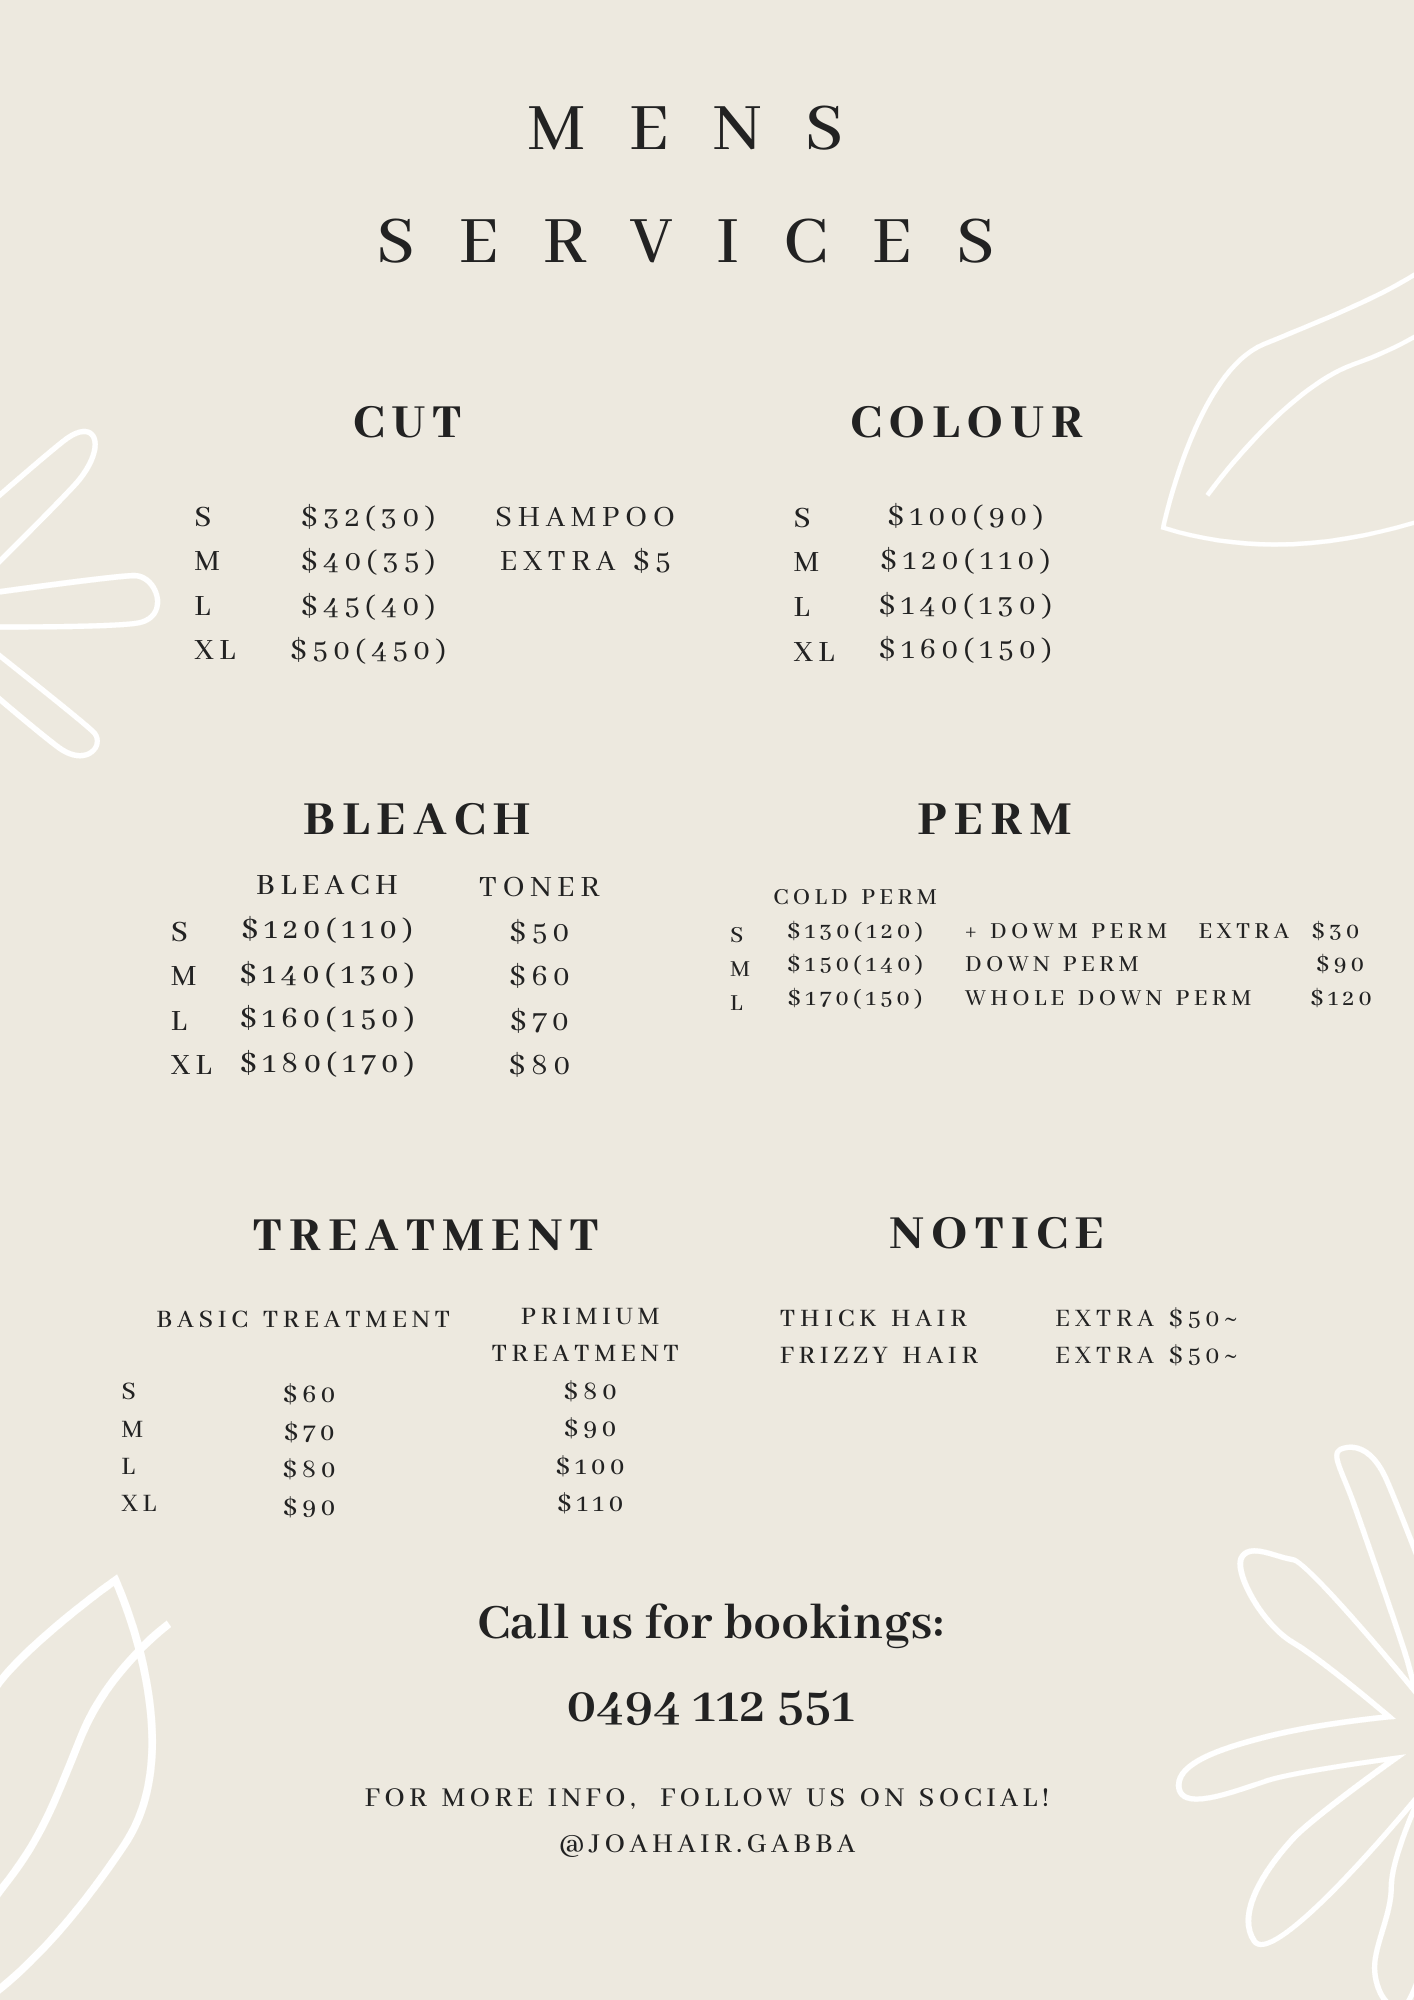 MENS
SERVICES
CUT
S $32(30) SHAMPOO
M $40(35) EXTRA $5
L $45(40)
XL $50(450)
COLOUR
S $100(90)
M $120(110)
L $140(130)
XL $160(150)
BLEACH
BLEACH TONER
S $120(110) $50
M $140(130) $60
L $160(150) $70
XL $180(170) $80
PERM
COLD PERM
S $130(120) + DOWM PERM EXTRA $30
M $150(140) DOWN PERM $90
L $170(150) WHOLE DOWN PERM $120
TREATMENT
BASIC TREATMENT PRIMIUM
TREATMENT
S $60 $80
M $70 $90
L $80 $100
XL $90 $110
NOTICE
THICK HAIR EXTRA $50~
FRIZZY HAIR EXTRA $50~
Call us for bookings:
0494 112 551
FOR MORE INFO, FOLLOW US ON SOCIAL!
@JOAHAIR.GABBA